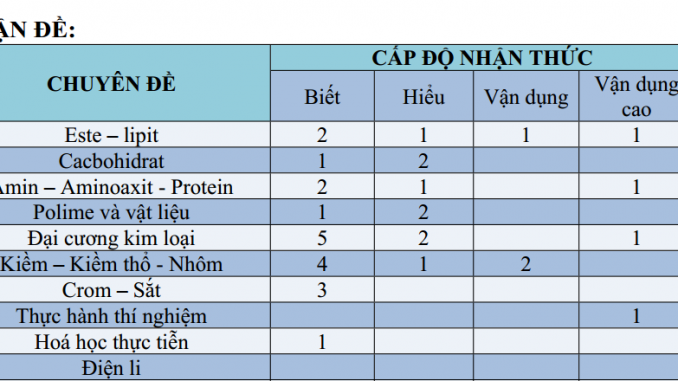 ẬN ĐỀ:
CHUYÊN ĐỀ CẤP ĐỘ NHẬN THỨC
Biết Hiểu Vận dụng Vận dụng cao
Este – lipit 2 1 1 1
Cacbohidrat 1 2
Amin – Aminoaxit - Protein 2 1 1
Polime và vật liệu 1 2
Đại cương kim loại 5 2 1
Kiềm – Kiềm thổ - Nhôm 4 1 2
Crom – Sắt 3
Thực hành thí nghiệm 1
Hoá học thực tiễn 1
Điện li